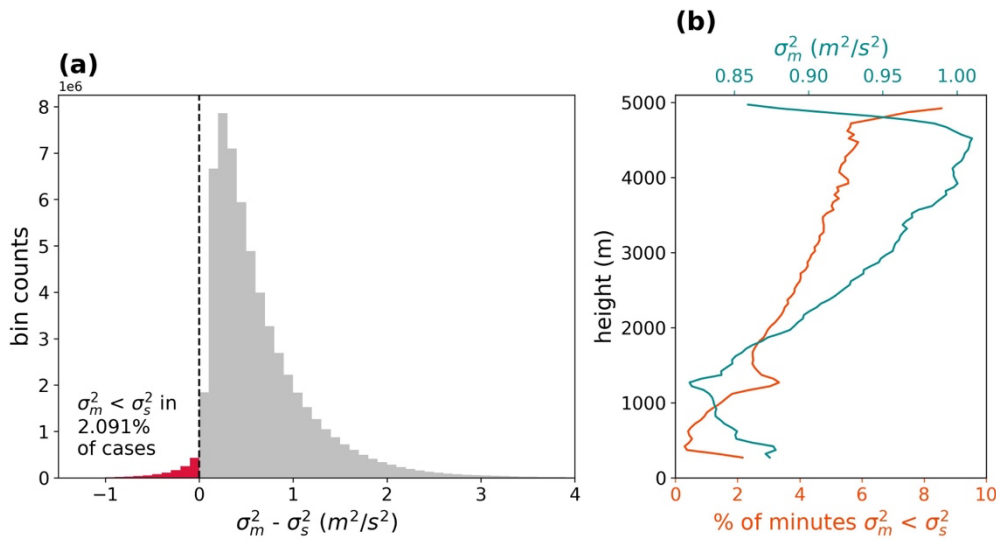 (a)
1e6
8
7
6
5
4
3
2
1
0
bin counts
σ²m < σ²s in
2.091%
of cases
−1 0 1 2 3 4
σ²m - σ²s (m²/s²)
(b)
σ²m (m²/s²)
0.85 0.90 0.95 1.00
5000
4000
3000
2000
1000
0
height (m)
0 2 4 6 8 10
% of minutes σ²m < σ²s